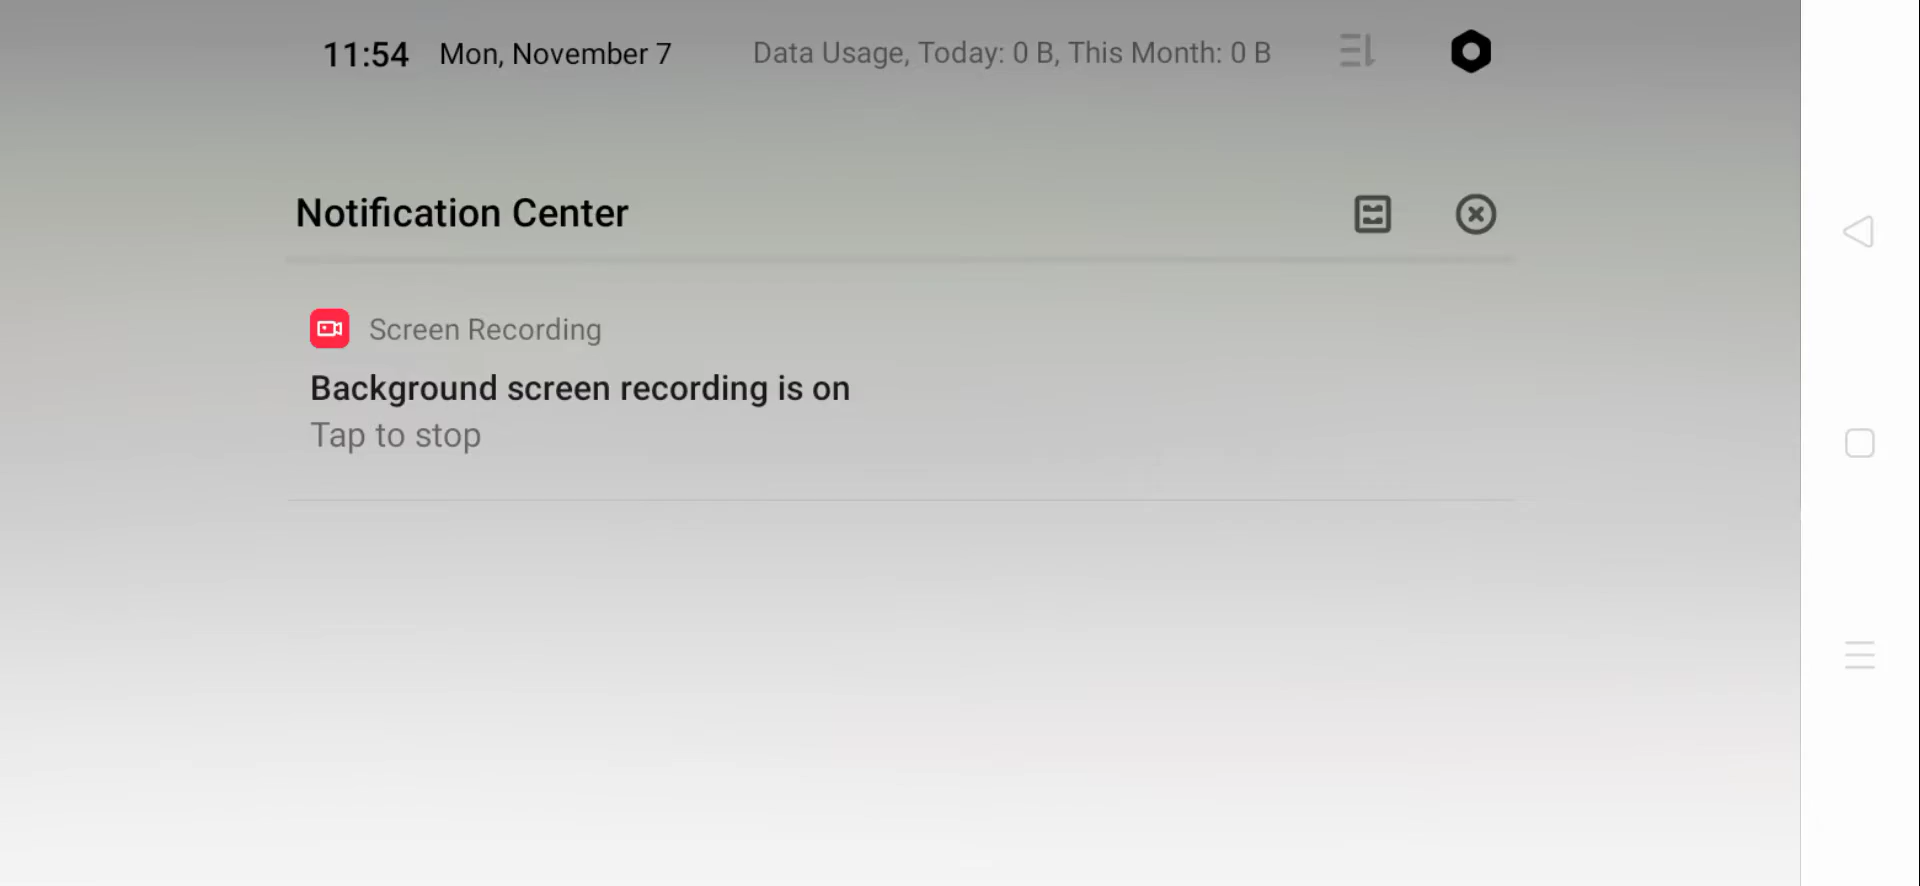 11:54 Mon, November 7 Data Usage, Today: 0 B, This Month: 0 B
Notification Center
Screen Recording
Background screen recording is on
Tap to stop